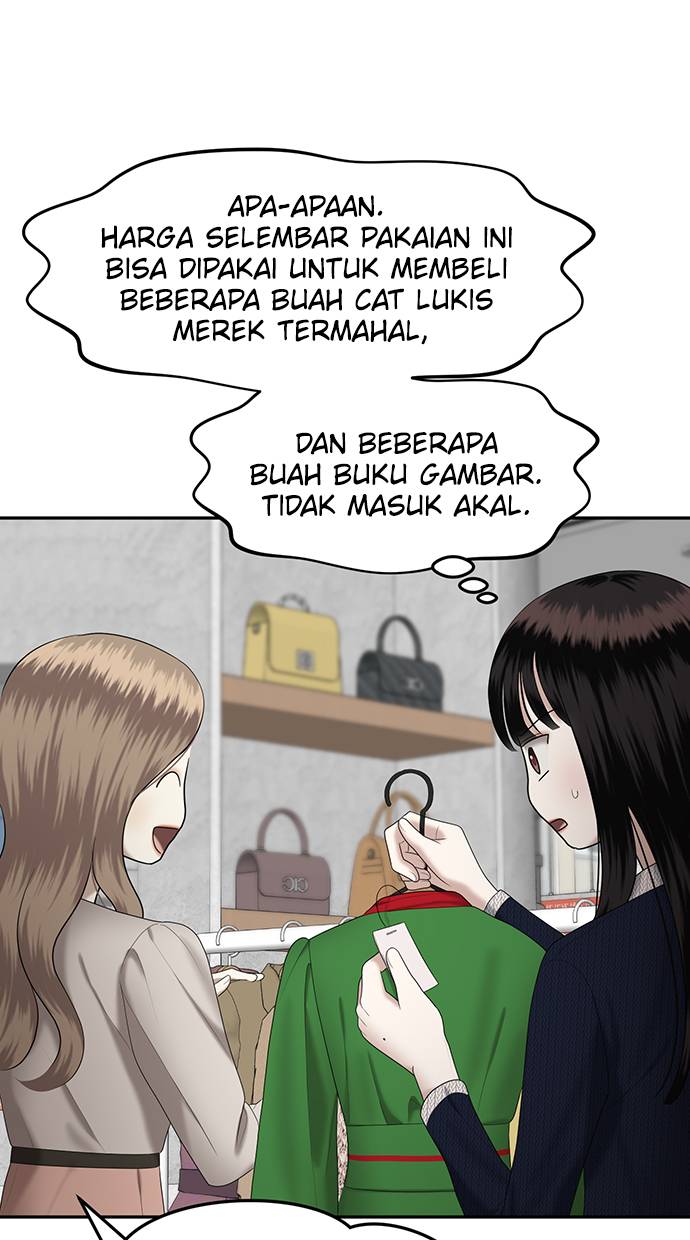 APA-APAAN.
HARGA SELEMBAR PAKAIAN INI
BISA DIPAKAI UNTUK MEMBELI
BEBERAPA BUAH CAT LUKIS
MEREK TERMAHAL,
DAN BEBERAPA
BUAH BUKU GAMBAR.
TIDAK MASUK AKAL.